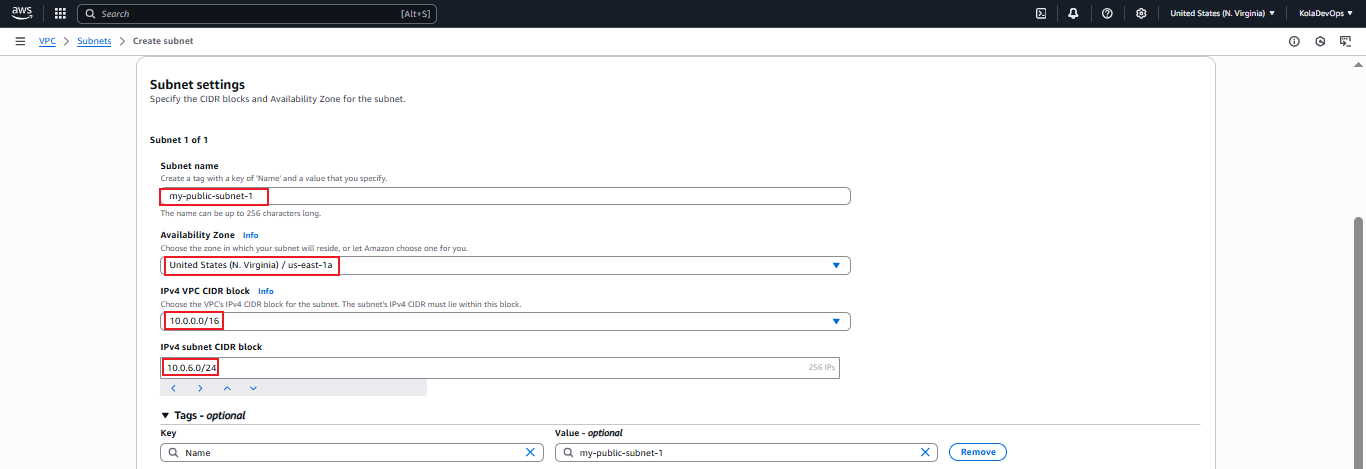 aws Search [Alt+S] United States (N. Virginia) KolaDevOps
VPC Subnets Create subnet
Subnet settings
Specify the CIDR blocks and Availability Zone for the subnet.
Subnet 1 of 1
Subnet name
Create a tag with a key of 'Name' and a value that you specify.
my-public-subnet-1
The name can be up to 256 characters long.
Availability Zone Info
Choose the zone in which your subnet will reside, or let Amazon choose one for you.
United States (N. Virginia) / us-east-1a
IPv4 VPC CIDR block Info
Choose the VPC's IPv4 CIDR block for the subnet. The subnet's IPv4 CIDR must lie within this block.
10.0.0.0/16
IPv4 subnet CIDR block
10.0.6.0/24 256 IPs
Tags - optional
Key Value - optional
Name my-public-subnet-1 Remove